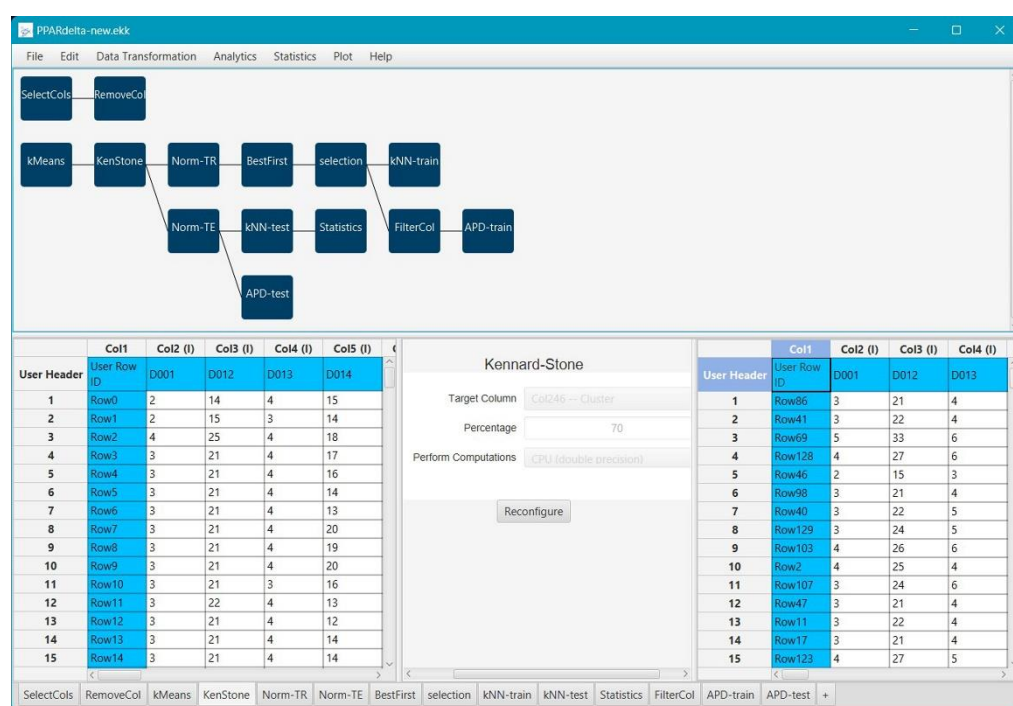 PPARdelta-new.ekk
File Edit Data Transformation Analytics Statistics Plot Help
SelectCols RemoveCol
kMeans KenStone Norm-TR BestFirst selection kNN-train
Norm-TE kNN-test Statistics FilterCol APD-train
APD-test
Col1 Col2 (I) Col3 (I) Col4 (I) Col5 (I)
User Header User Row ID D001 D012 D013 D014
1 Row0 2 14 4 15
2 Row1 2 15 3 14
3 Row2 4 25 4 18
4 Row3 3 21 4 17
5 Row4 3 21 4 16
6 Row5 3 21 4 14
7 Row6 3 21 4 13
8 Row7 3 21 4 20
9 Row8 3 21 4 19
10 Row9 3 21 4 20
11 Row10 3 21 3 16
12 Row11 3 22 4 13
13 Row12 3 21 4 12
14 Row13 3 21 4 14
15 Row14 3 21 4 14
Kennard-Stone
Target Column Col246 -- Cluster
Percentage 70
Perform Computations CPU (double precision)
Reconfigure
Col1 Col2 (I) Col3 (I) Col4 (I)
User Header User Row ID D001 D012 D013
1 Row86 3 21 4
2 Row41 3 22 4
3 Row69 5 33 6
4 Row128 4 27 6
5 Row46 2 15 3
6 Row98 3 21 4
7 Row40 3 22 5
8 Row129 3 24 5
9 Row103 4 26 6
10 Row2 4 25 4
11 Row107 3 24 6
12 Row47 3 21 4
13 Row11 3 22 4
14 Row17 3 21 4
15 Row123 4 27 5
SelectCols RemoveCol kMeans KenStone Norm-TR Norm-TE BestFirst selection kNN-train kNN-test Statistics FilterCol APD-train APD-test +